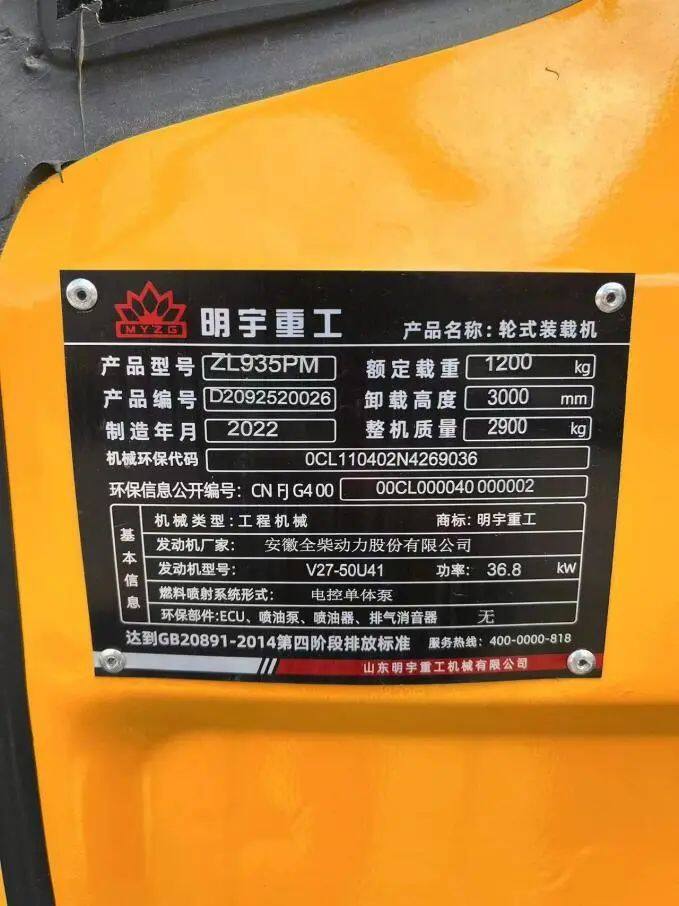 MYZG
明宇重工 产品名称: 轮式装载机
产品型号 ZL935PM 额定载重 1200 kg
产品编号 D2092520026 卸载高度 3000 mm
制造年月 2022 整机质量 2900 kg
机械环保代码 0CL110402N4269036
环保信息公开编号: CN FJ G4 00 00CL000040 000002
基本信息
机械类型: 工程机械 商标: 明宇重工
发动机厂家: 安徽全柴动力股份有限公司
发动机型号: V27-50U41 功率: 36.8 kW
燃料喷射系统形式: 电控单体泵
环保部件:ECU、喷油泵、喷油器、排气消音器 无
达到GB20891-2014第四阶段排放标准 服务热线: 400-0000-818
山东明宇重工机械有限公司